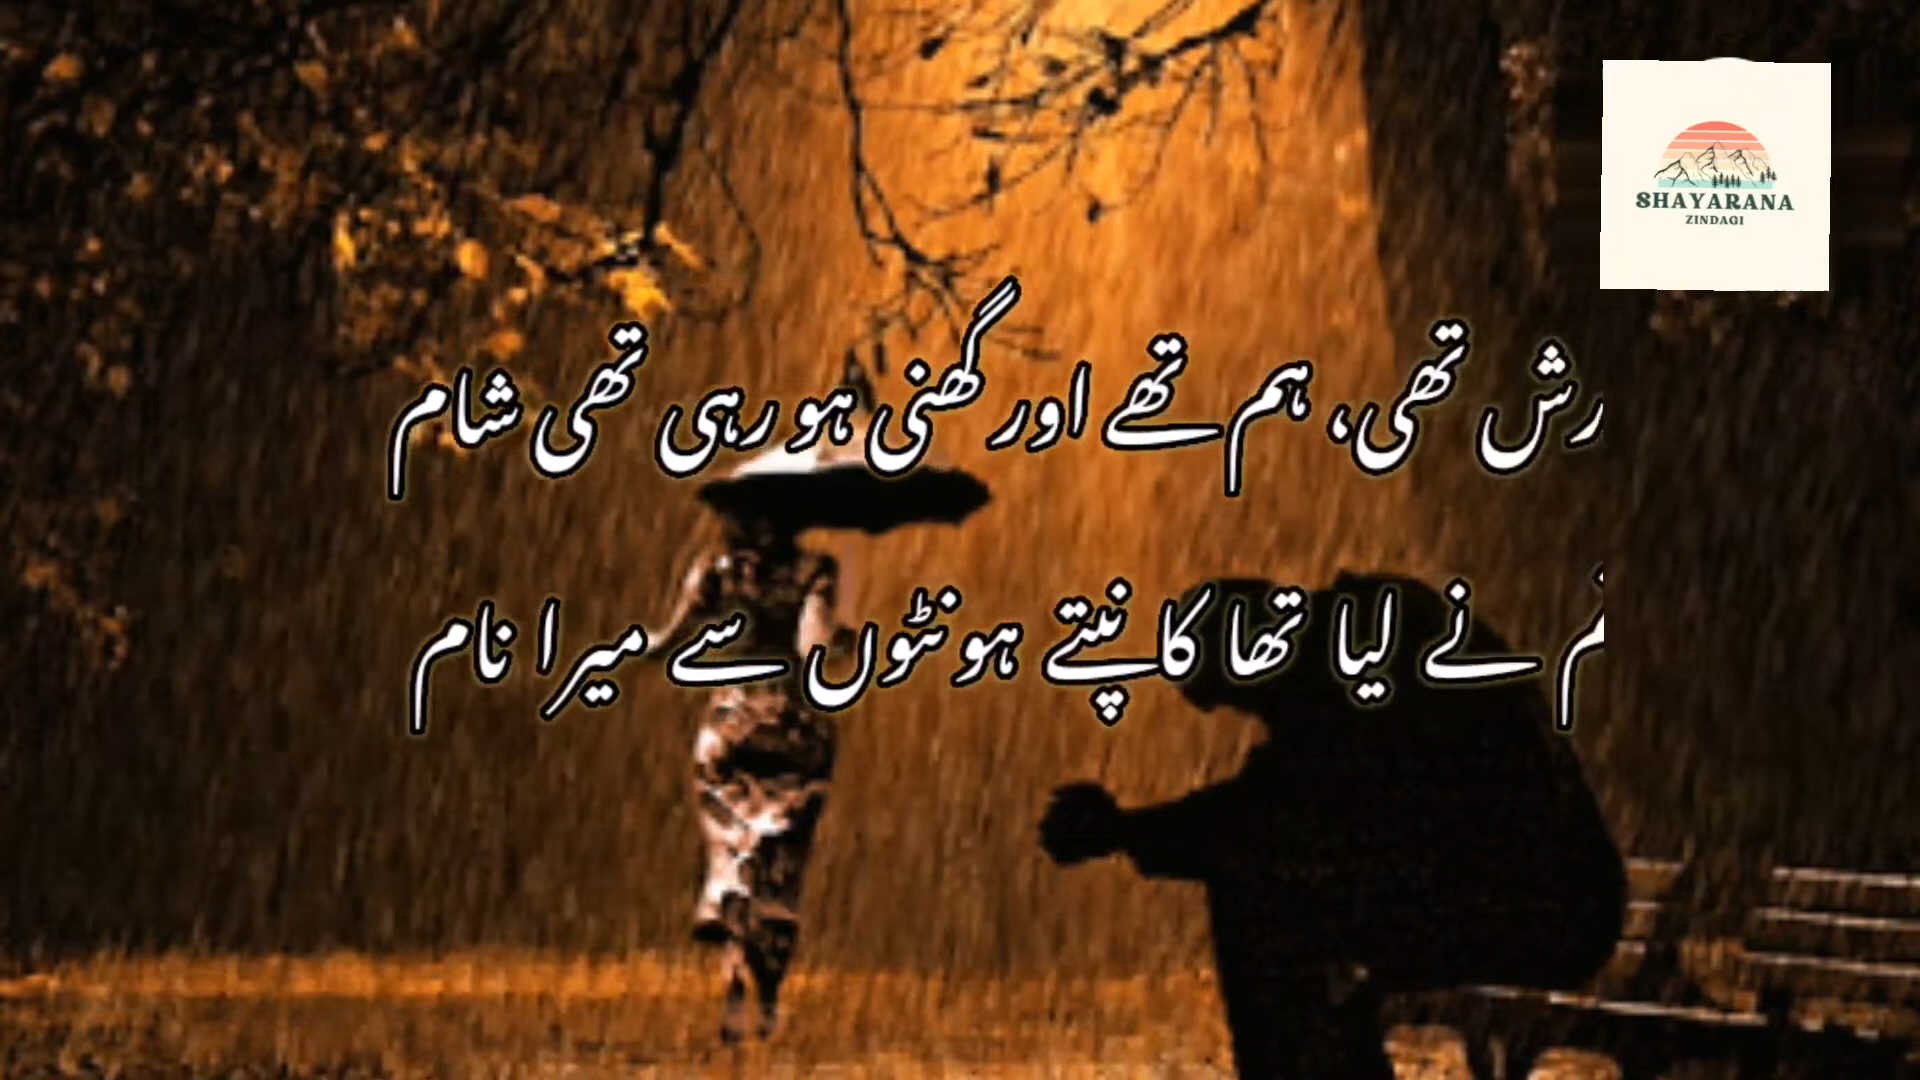 SHAYARANA
ZINDAGI
رش تھی، ہم تھے اور گھنی ہو رہی تھی شام
تم نے لیا تھا کانپتے ہونٹوں سے میرا نام